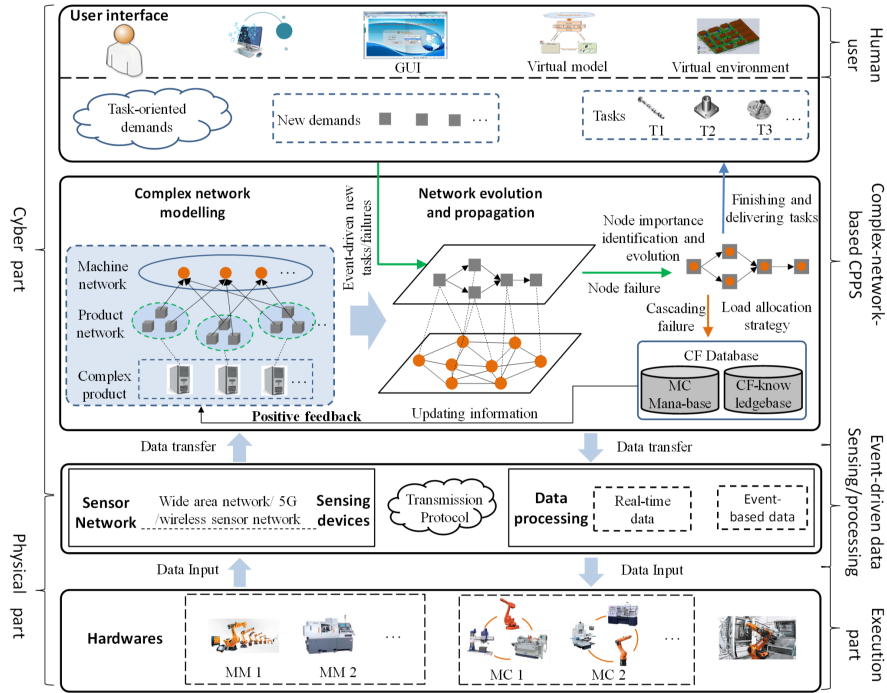 User interface
GUI
Virtual model
Virtual environment
Human
user
Task-oriented
demands
New demands
...
Tasks
T1
T2
T3
...
Cyber part
Complex network
modelling
Network evolution
and propagation
Event-driven new
tasks/failures
Finishing and
delivering tasks
Node importance
identification and
evolution
Node failure
Cascading
failure
Load allocation
strategy
Machine
network
...
Product
network
...
Complex
product
...
CF Database
MC
Mana-base
CF-know
ledgebase
Positive feedback
Updating information
Complex-network-
based CPPS
Data transfer
Data transfer
Sensor
Network
Wide area network/ 5G
/wireless sensor network
Sensing
devices
Transmission
Protocol
Data
processing
Real-time
data
Event-
based data
Event-driven data
Sensing/processing
Physical part
Data Input
Data Input
Hardwares
MM 1
MM 2
...
MC 1
MC 2
...
Execution
part